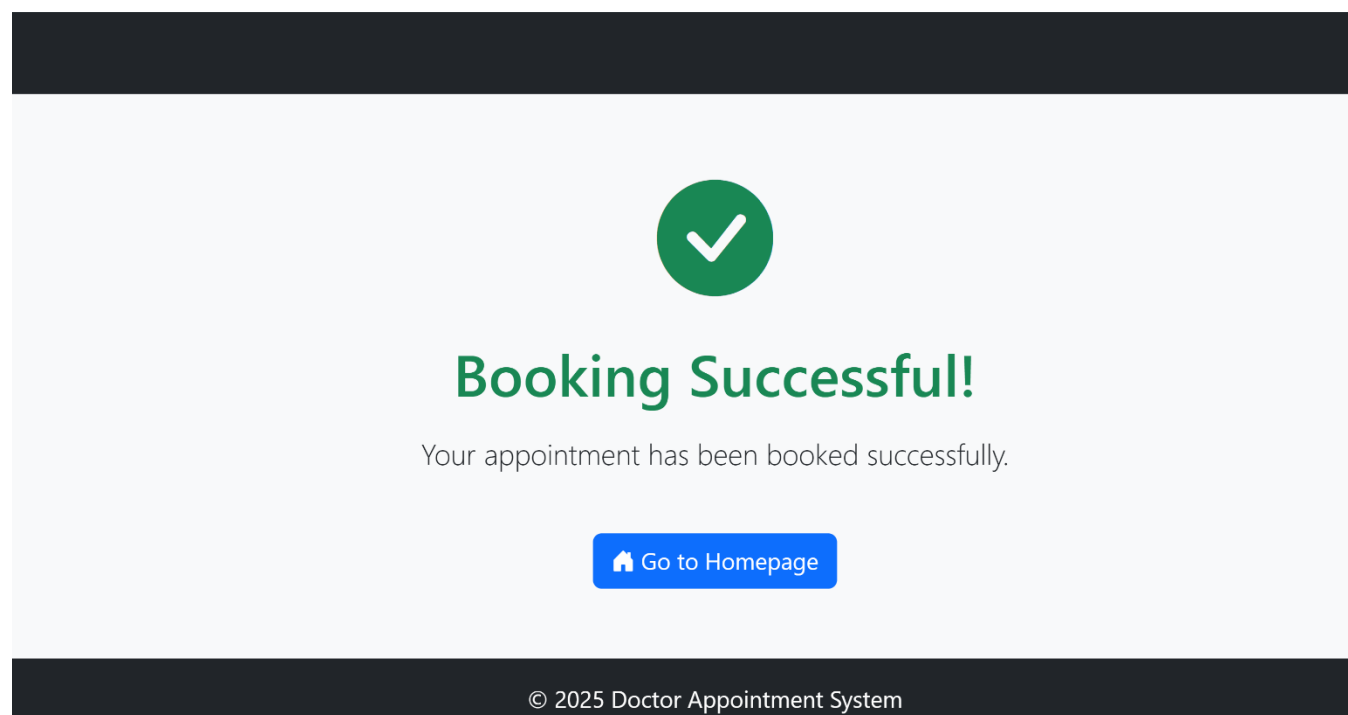 Booking Successful!
Your appointment has been booked successfully.
Go to Homepage
© 2025 Doctor Appointment System